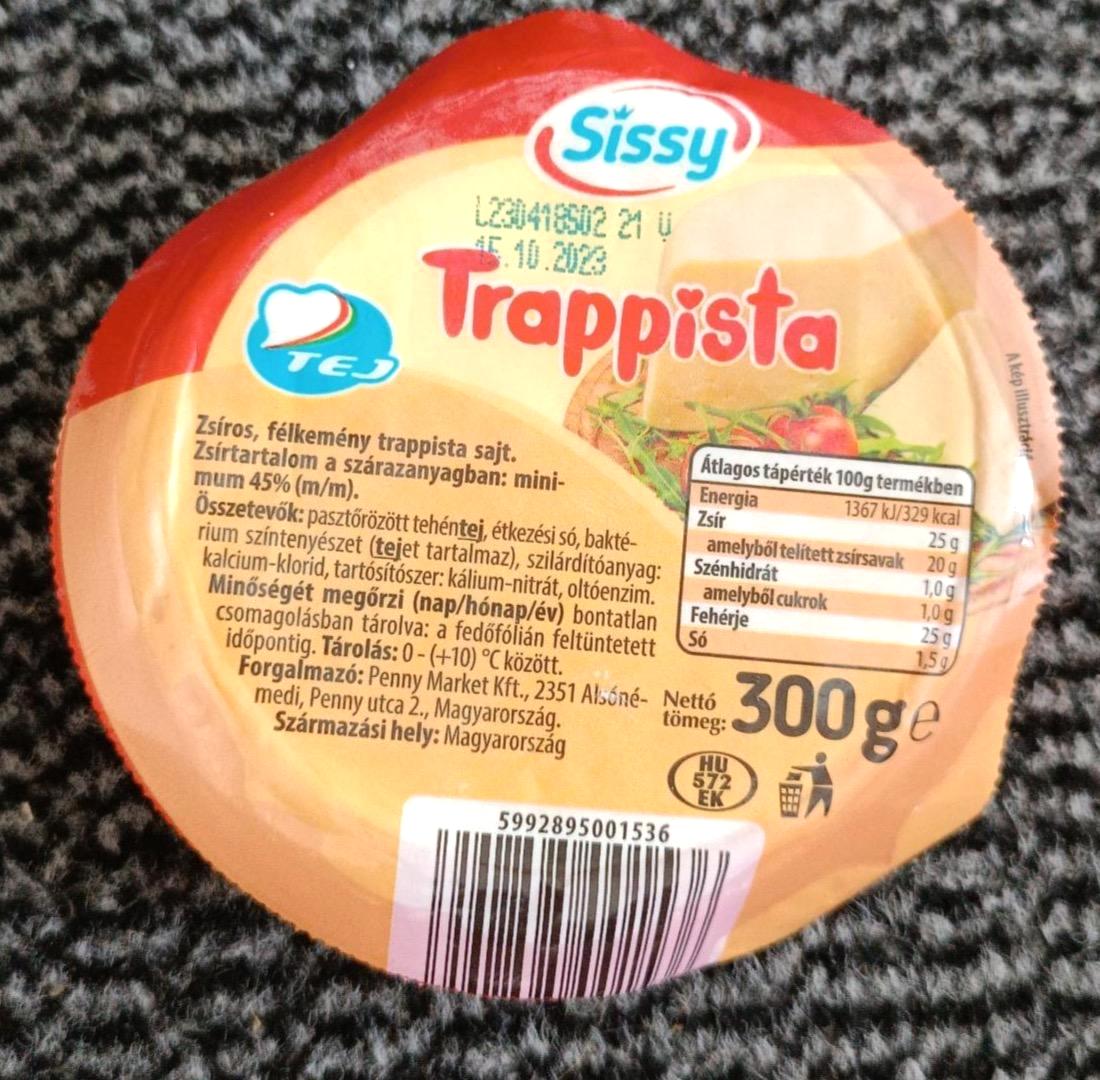 Sissy
L230418502 21 Ü
15.10.2023
Trappista
TEJ
A kép illusztráció
Zsíros, félkemény trappista sajt.
Zsírtartalom a szárazanyagban: mini-
mum 45% (m/m).
Összetevők: pasztőrözött tehéntej, étkezési só, bakté-
rium színtenyészet (tejet tartalmaz), szilárdítóanyag:
kalcium-klorid, tartósítószer: kálium-nitrát, oltóenzim.
Minőségét megőrzi (nap/hónap/év) bontatlan
csomagolásban tárolva: a fedőfólián feltüntetett
időpontig. Tárolás: 0 - (+10) °C között.
Forgalmazó: Penny Market Kft., 2351 Alsóné-
medi, Penny utca 2., Magyarország.
Származási hely: Magyarország
Átlagos tápérték 100g termékben
Energia 1367 kJ/329 kcal
Zsír 25 g
amelyből telített zsírsavak 20 g
Szénhidrát 1,0 g
amelyből cukrok 1,0 g
Fehérje 25 g
Só 1,5 g
Nettó
tömeg: 300 g e
HU
572
EK
5992895001536